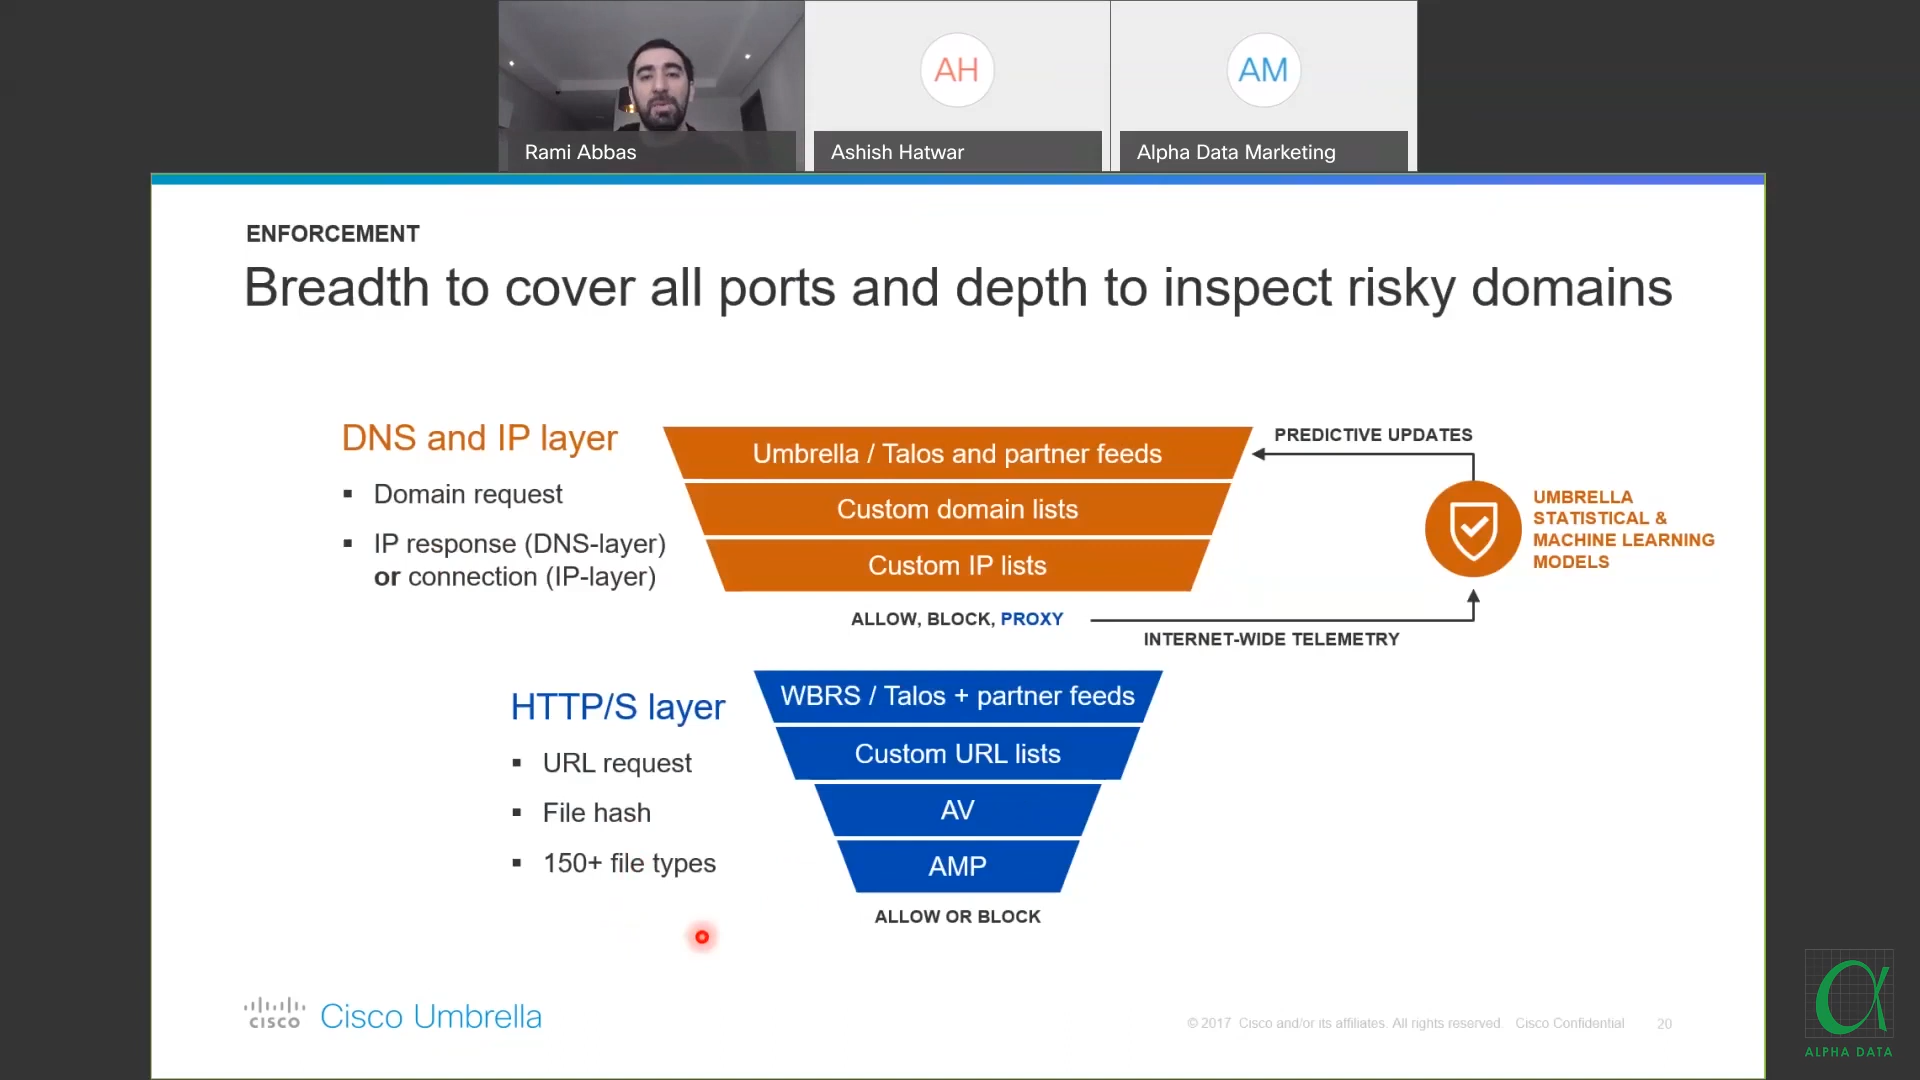 AH
AM
Rami Abbas
Ashish Hatwar
Alpha Data Marketing
ENFORCEMENT
Breadth to cover all ports and depth to inspect risky domains
DNS and IP layer
▪ Domain request
▪ IP response (DNS-layer)
or connection (IP-layer)
Umbrella / Talos and partner feeds
Custom domain lists
Custom IP lists
ALLOW, BLOCK, PROXY
PREDICTIVE UPDATES
UMBRELLA
STATISTICAL &
MACHINE LEARNING
MODELS
INTERNET-WIDE TELEMETRY
HTTP/S layer
▪ URL request
▪ File hash
▪ 150+ file types
WBRS / Talos + partner feeds
Custom URL lists
AV
AMP
ALLOW OR BLOCK
CISCO
Cisco Umbrella
© 2017 Cisco and/or its affiliates. All rights reserved Cisco Confidential 20
ALPHA DATA